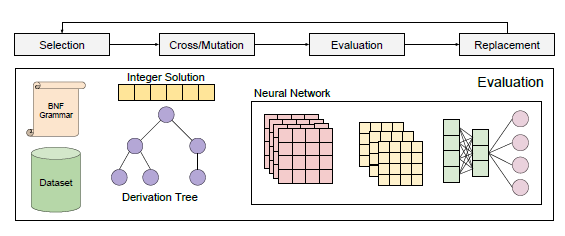 Selection
Cross/Mutation
Evaluation
Replacement
Evaluation
Integer Solution
Neural Network
BNF
Grammar
Dataset
Derivation Tree